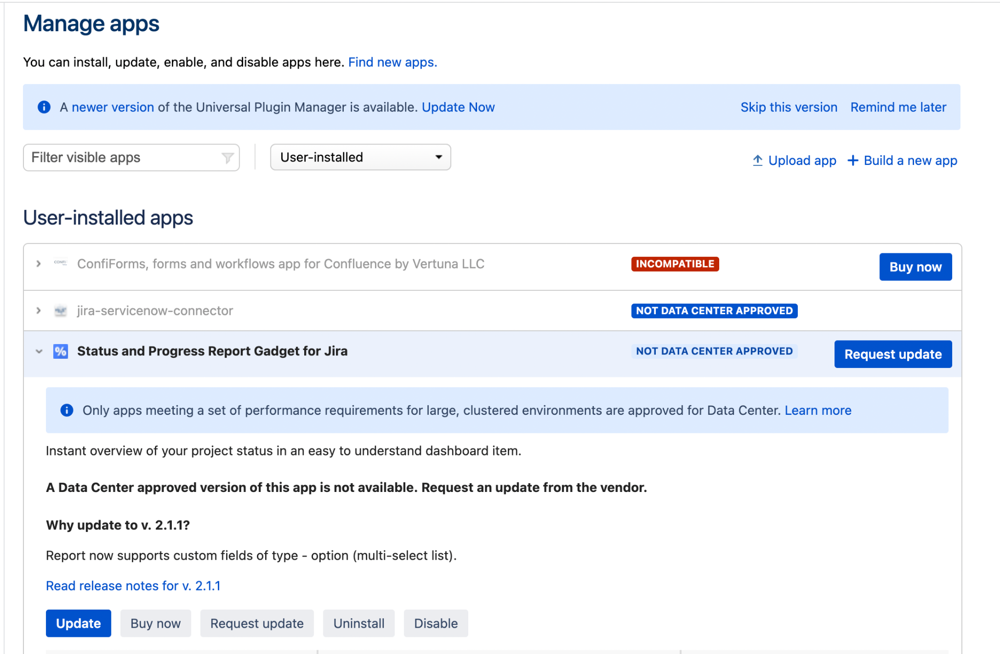 Manage apps
You can install, update, enable, and disable apps here. Find new apps.
A newer version of the Universal Plugin Manager is available. Update Now Skip this version Remind me later
Filter visible apps User-installed Upload app + Build a new app
User-installed apps
ConfiForms, forms and workflows app for Confluence by Vertuna LLC INCOMPATIBLE Buy now
jira-servicenow-connector NOT DATA CENTER APPROVED
% Status and Progress Report Gadget for Jira NOT DATA CENTER APPROVED Request update
Only apps meeting a set of performance requirements for large, clustered environments are approved for Data Center. Learn more
Instant overview of your project status in an easy to understand dashboard item.
A Data Center approved version of this app is not available. Request an update from the vendor.
Why update to v. 2.1.1?
Report now supports custom fields of type - option (multi-select list).
Read release notes for v. 2.1.1
Update Buy now Request update Uninstall Disable